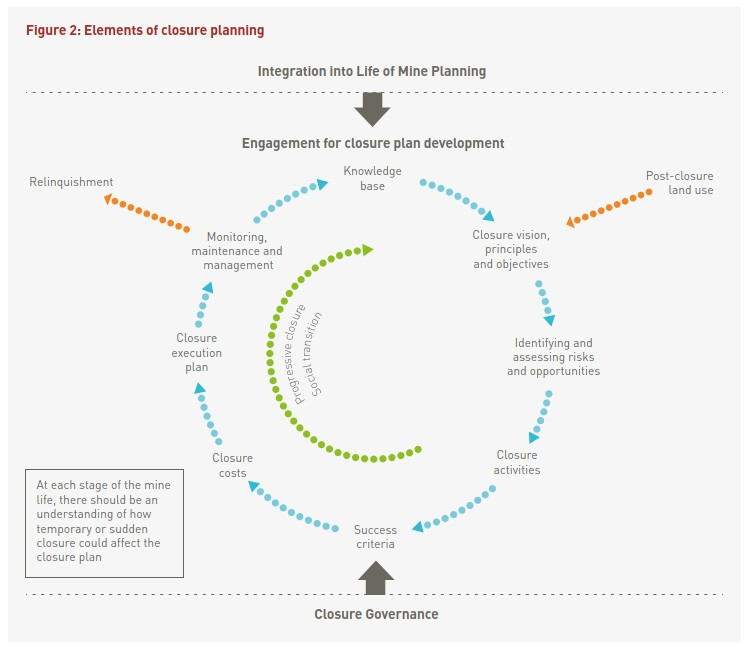 Figure 2: Elements of closure planning
Integration into Life of Mine Planning
Engagement for closure plan development
Knowledge
base
Relinquishment
Post-closure
land use
Monitoring,
maintenance and
management
Closure vision,
principles
and objectives
Progressive closure
Social transition
Closure
execution
plan
Identifying and
assessing risks
and opportunities
Closure
costs
Closure
activities
At each stage of the mine
life, there should be an
understanding of how
temporary or sudden
closure could affect the
closure plan
Success
criteria
Closure Governance